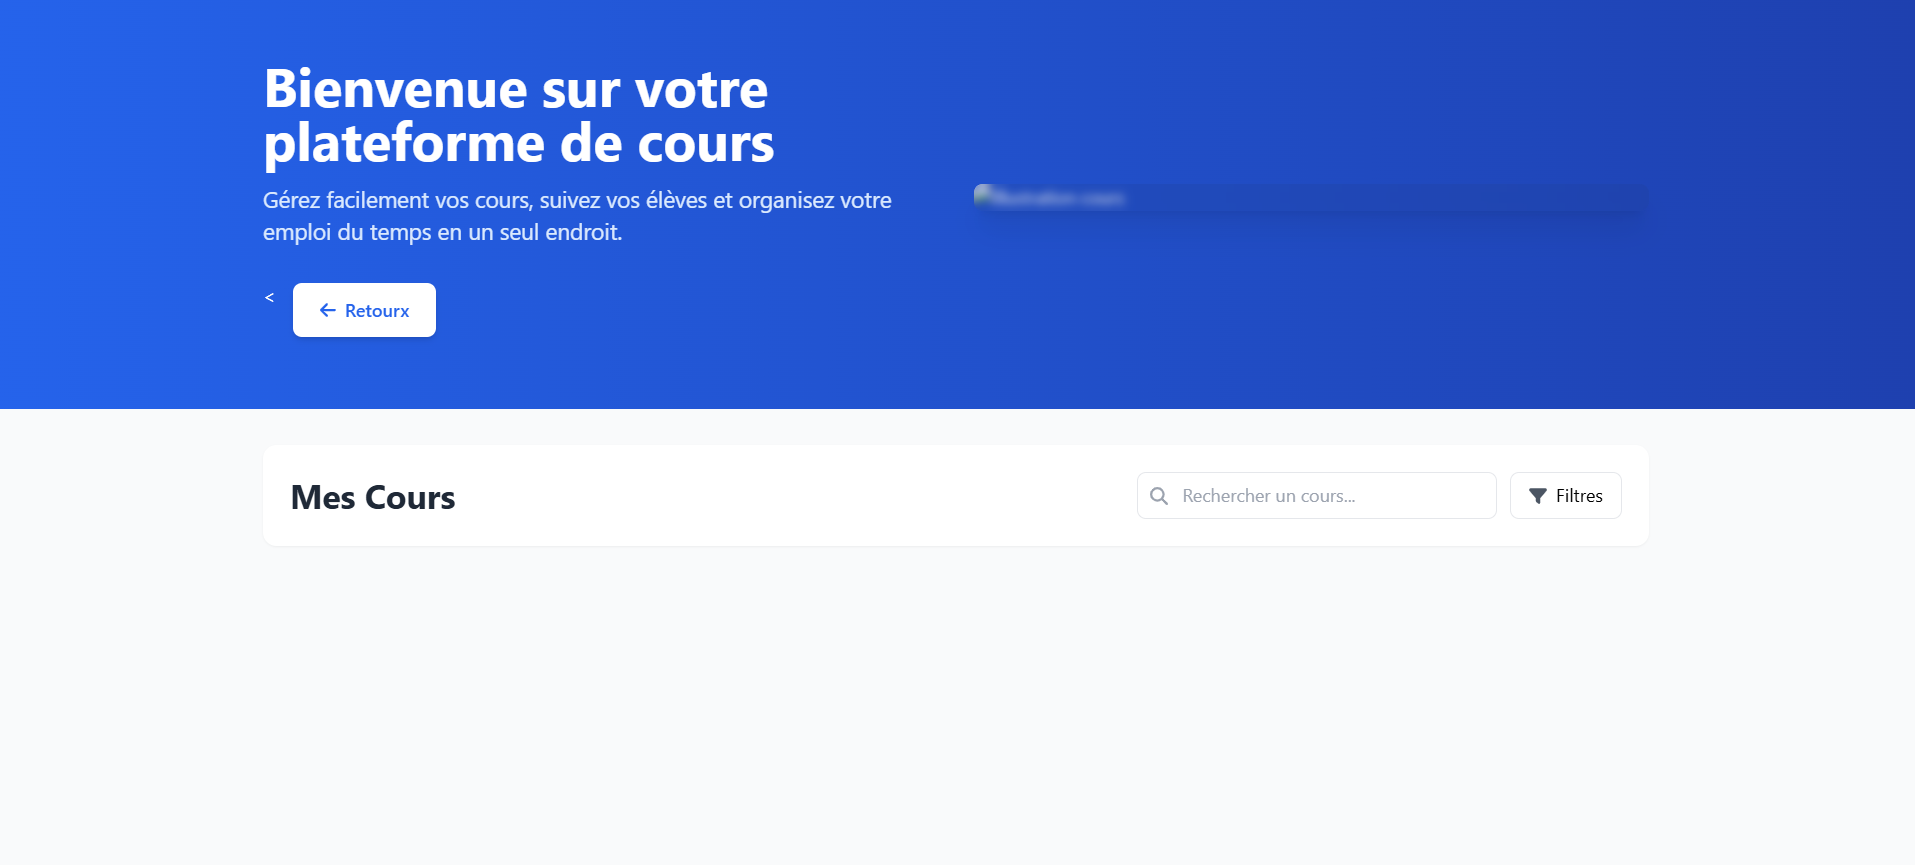 Bienvenue sur votre
plateforme de cours
Gérez facilement vos cours, suivez vos élèves et organisez votre
emploi du temps en un seul endroit.
<
Retourx
Mes Cours
Rechercher un cours...
Filtres